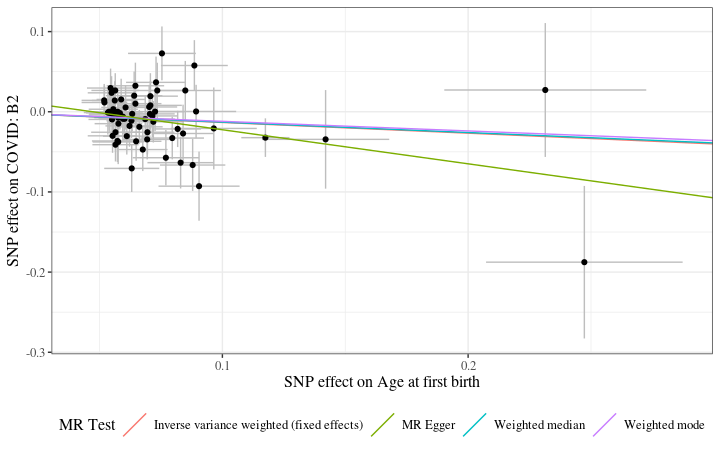 0.1
0.0
-0.1
-0.2
-0.3
SNP effect on COVID: B2
0.1 0.2
SNP effect on Age at first birth
MR Test Inverse variance weighted (fixed effects) MR Egger Weighted median Weighted mode